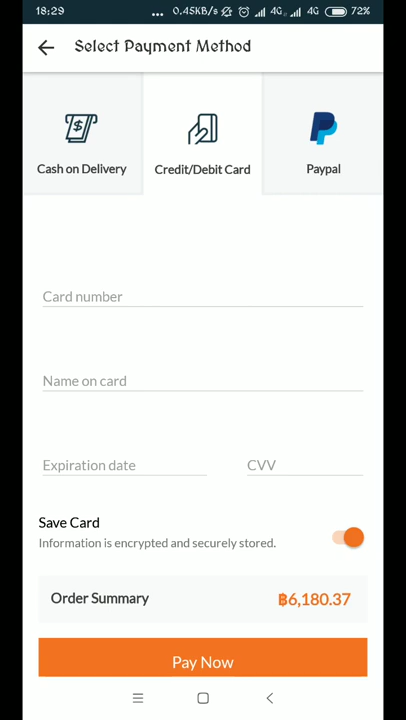 18:29 ... 0.45KB/s 4G 4G 72%
Select Payment Method
Cash on Delivery Credit/Debit Card Paypal
Card number
Name on card
Expiration date CVV
Save Card
Information is encrypted and securely stored.
Order Summary ฿6,180.37
Pay Now